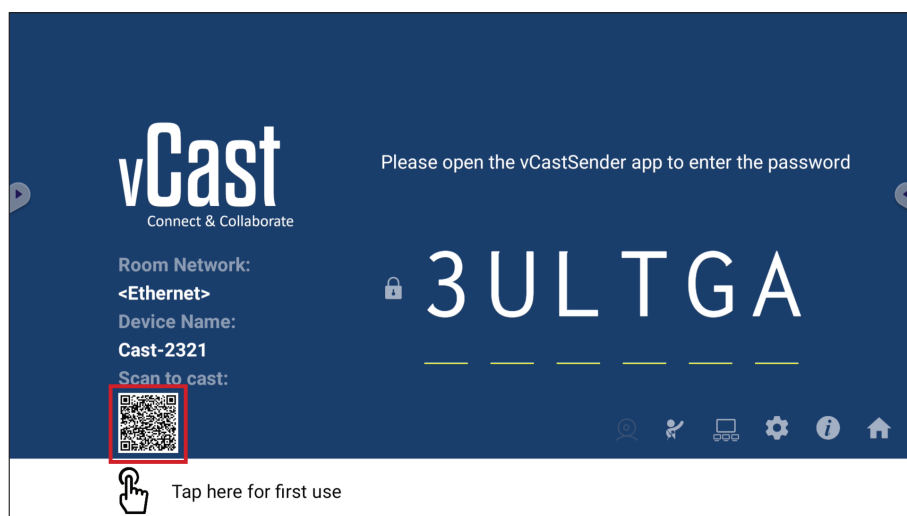 vCast
Connect & Collaborate
Please open the vCastSender app to enter the password
Room Network:
<Ethernet>
Device Name:
Cast-2321
Scan to cast:
3ULTGA
Tap here for first use